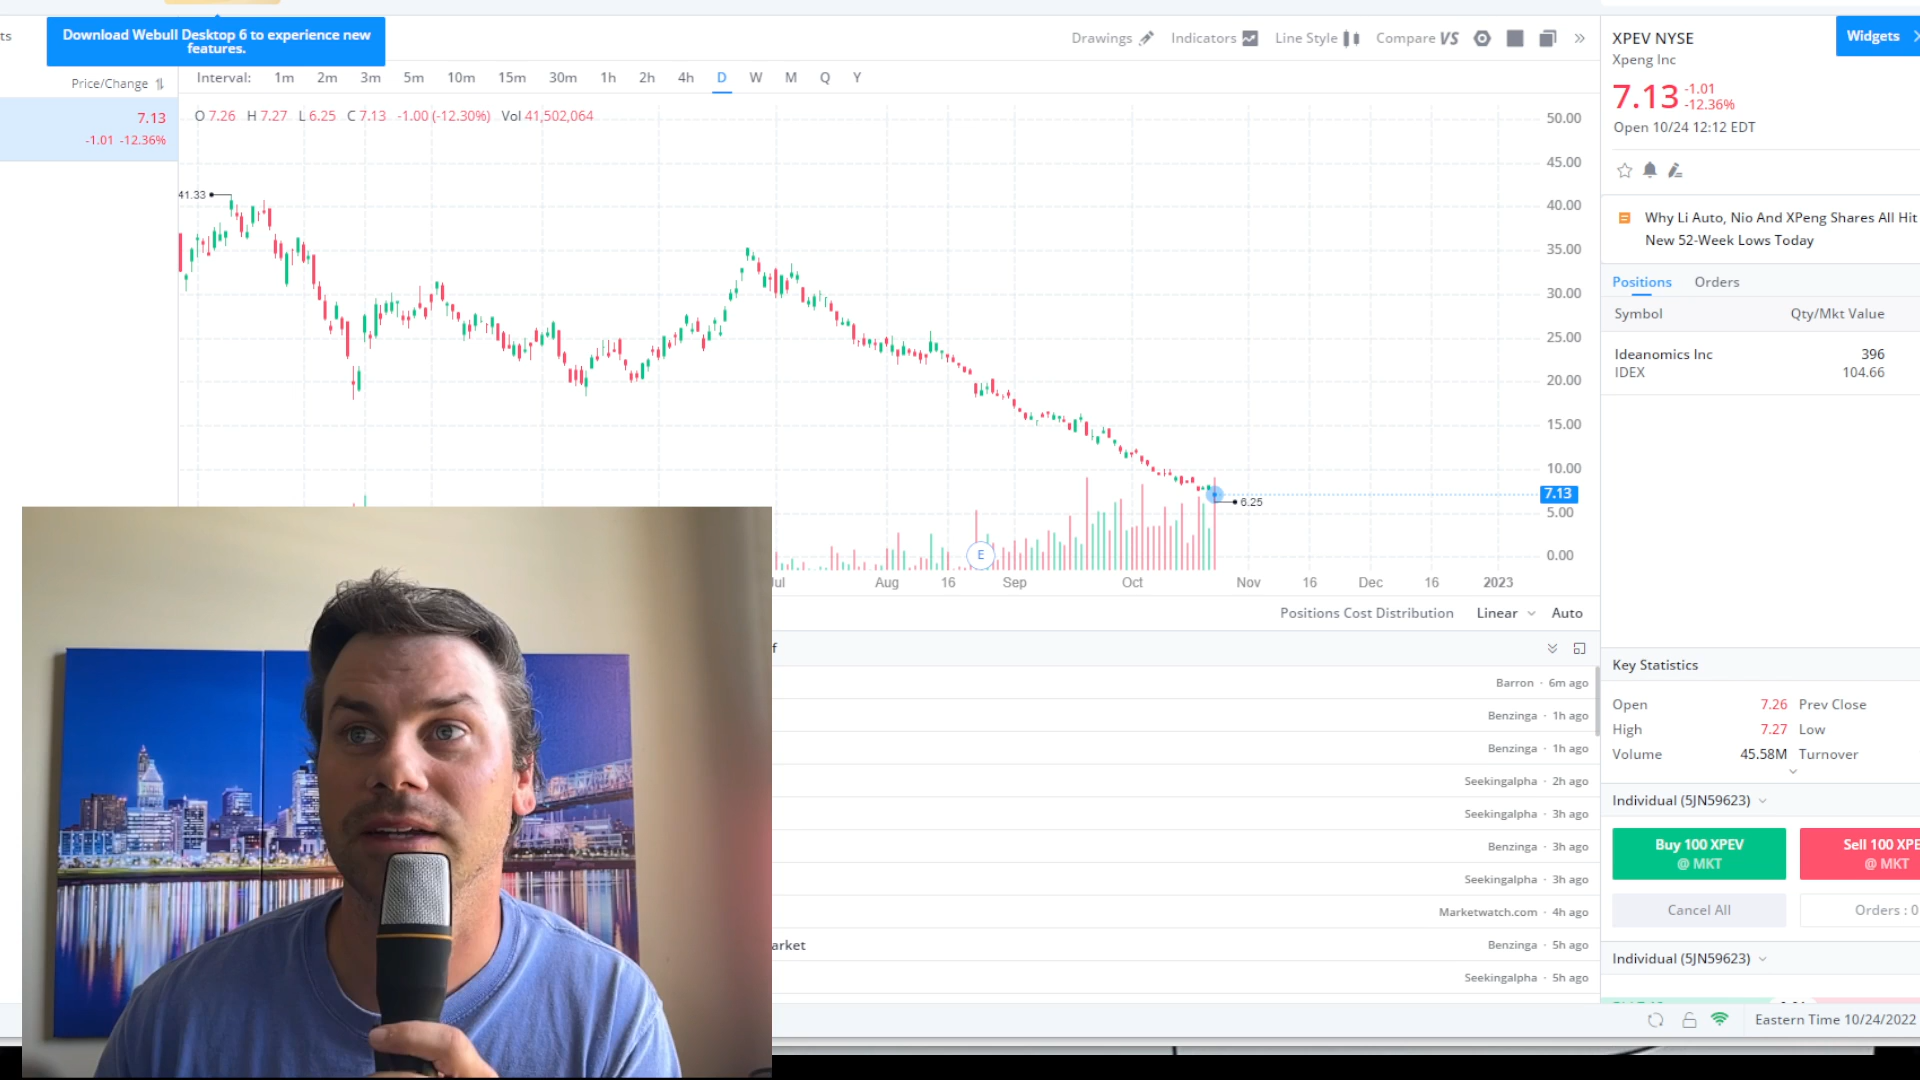 ts
Download Webull Desktop 6 to experience new
features.
Drawings
Indicators
Line Style
Compare VS
XPEV NYSE
Xpeng Inc
Widgets
Price/Change
Interval: 1m 2m 3m 5m 10m 15m 30m 1h 2h 4h D W M Q Y
7.13
-1.01 -12.36%
O 7.26 H 7.27 L 6.25 C 7.13 -1.00 (-12.30%) Vol 41,502,064
7.13
-1.01
-12.36%
Open 10/24 12:12 EDT
50.00
45.00
40.00
35.00
30.00
25.00
20.00
15.00
10.00
7.13
5.00
0.00
41.33
6.25
E
Aug 16 Sep Oct Nov 16 Dec 16 2023
Why Li Auto, Nio And XPeng Shares All Hit
New 52-Week Lows Today
Positions Orders
Symbol Qty/Mkt Value
Ideanomics Inc 396
IDEX 104.66
Positions Cost Distribution Linear Auto
f
Barron · 6m ago
Benzinga · 1h ago
Benzinga · 1h ago
Seekingalpha · 2h ago
Seekingalpha · 3h ago
Benzinga · 3h ago
Seekingalpha · 3h ago
Marketwatch.com · 4h ago
arket Benzinga · 5h ago
Seekingalpha · 5h ago
Key Statistics
Open 7.26 Prev Close
High 7.27 Low
Volume 45.58M Turnover
Individual (5JN59623)
Buy 100 XPEV
@ MKT
Sell 100 XPE
@ MKT
Cancel All
Orders : 0
Individual (5JN59623)
Eastern Time 10/24/2022